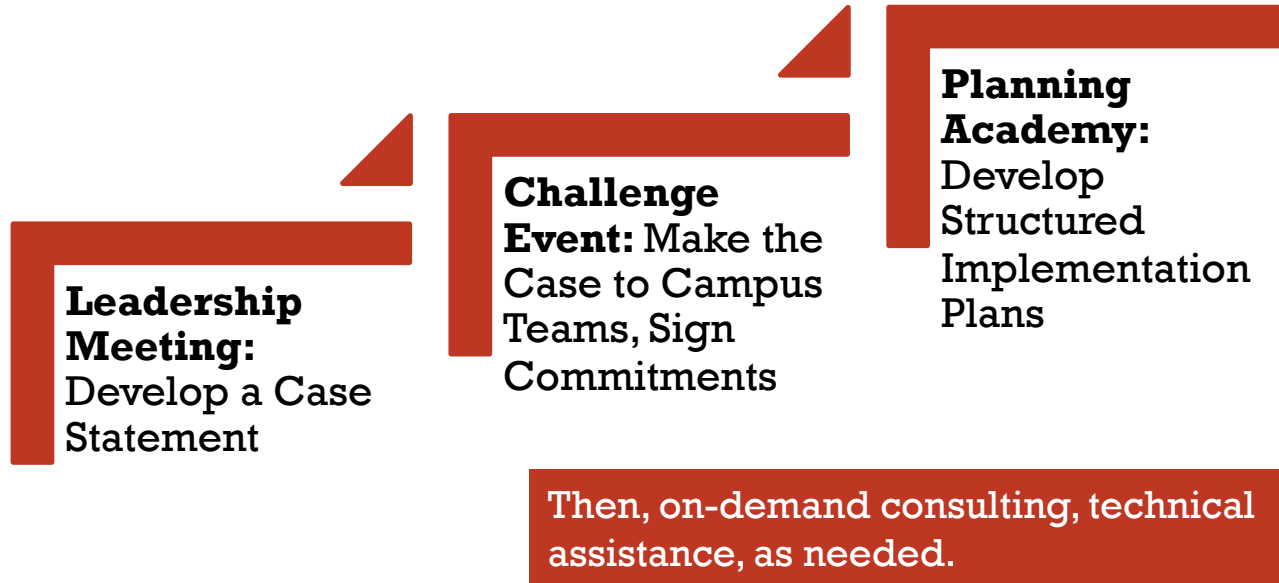 Leadership
Meeting:
Develop a Case
Statement
Challenge
Event: Make the
Case to Campus
Teams, Sign
Commitments
Planning
Academy:
Develop
Structured
Implementation
Plans
Then, on-demand consulting, technical
assistance, as needed.